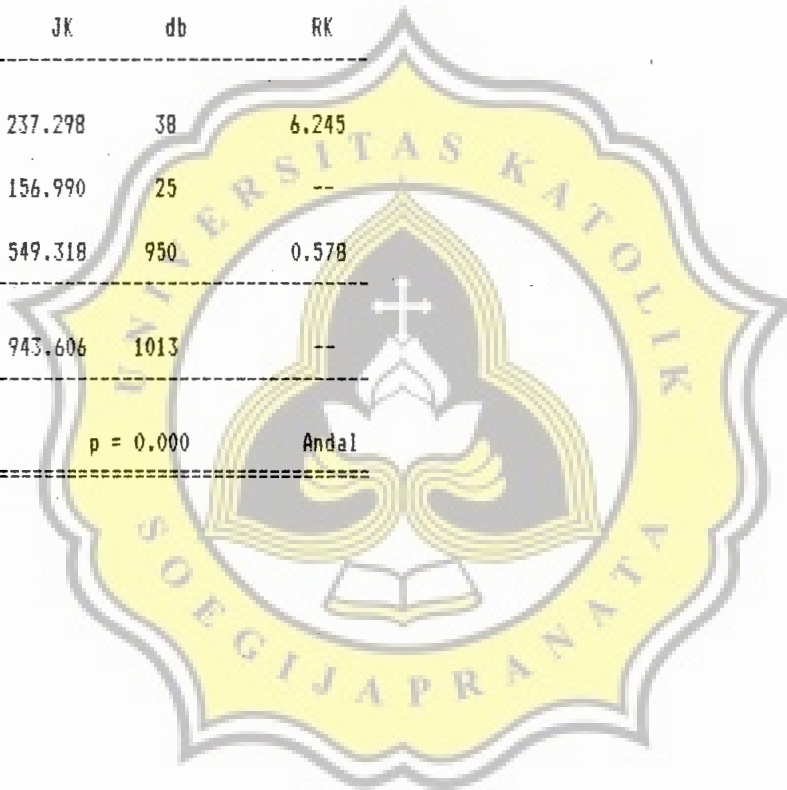 JK db RK
237.298 38 6.245
156.990 25 --
549.318 950 0.578
943.606 1013 --
p = 0.000 Andal
UNIVERSITAS KATOLIK
SOEGIJAPRANATA